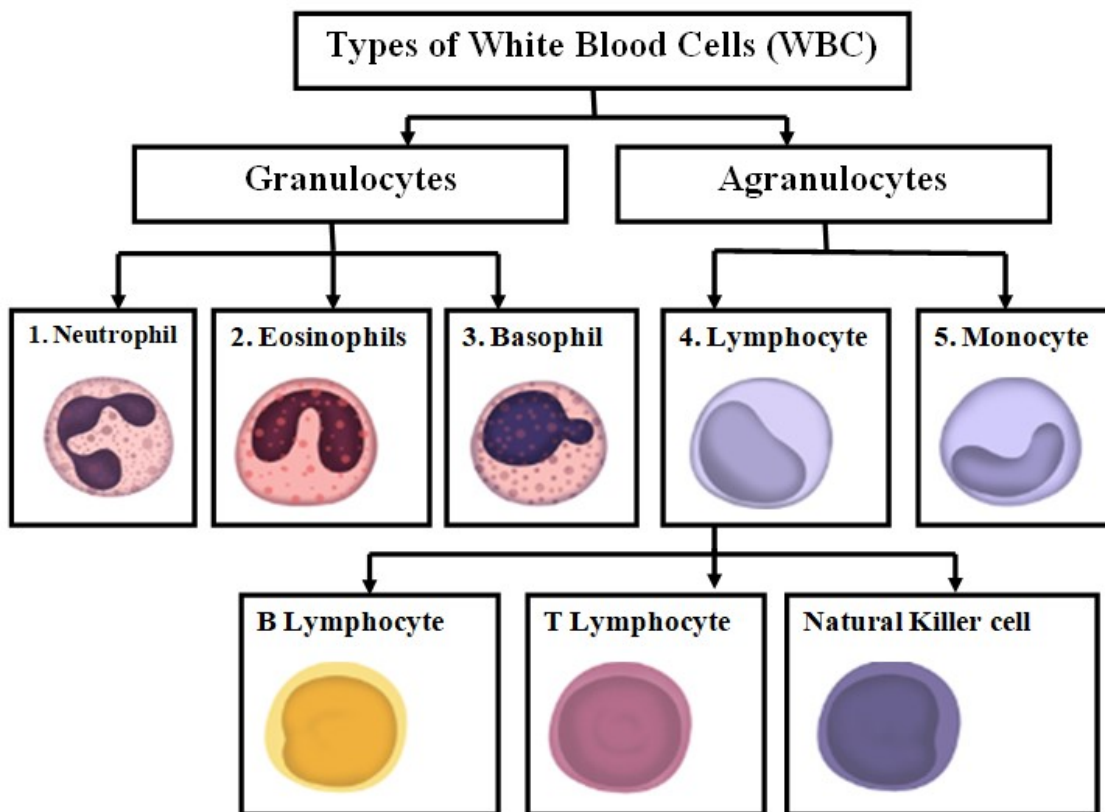 Types of White Blood Cells (WBC)
Granulocytes
Agranulocytes
1. Neutrophil
2. Eosinophils
3. Basophil
4. Lymphocyte
5. Monocyte
B Lymphocyte
T Lymphocyte
Natural Killer cell